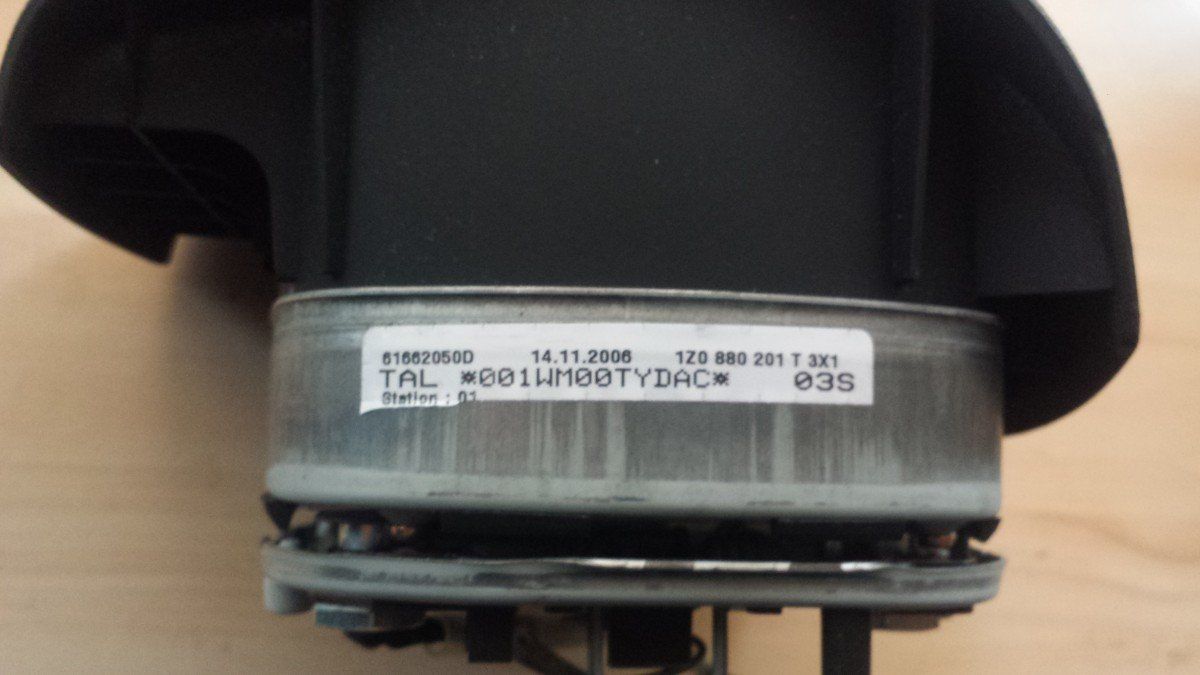 61662050D 14.11.2006 1Z0 880 201 T 3X1
TAL *001WM00TYDAC* 03S
Station : 01